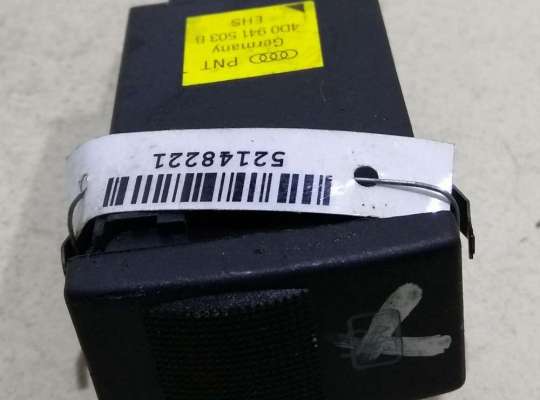 PNT
Germany
4D0 941 503 B
EHS
52148221